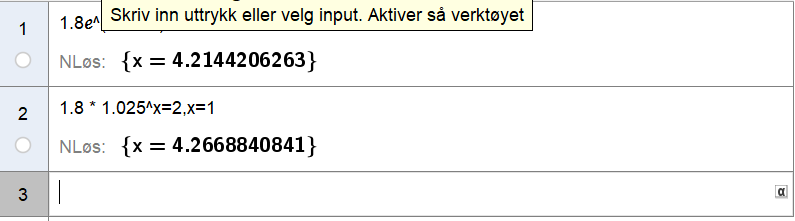 Skriv inn uttrykk eller velg input. Aktiver så verktøyet
1
1.8e^
NLøs: {x = 4.2144206263}
2
1.8 * 1.025^x=2,x=1
NLøs: {x = 4.2668840841}
3
α